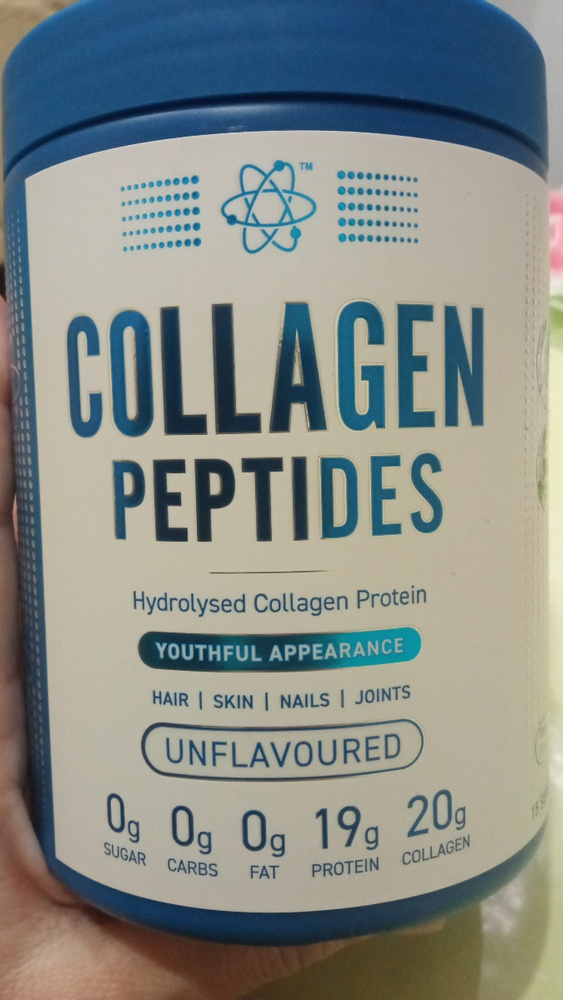 TM
COLLAGEN
PEPTIDES
Hydrolysed Collagen Protein
YOUTHFUL APPEARANCE
HAIR | SKIN | NAILS | JOINTS
UNFLAVOURED
0g 0g 0g 19g 20g
SUGAR CARBS FAT PROTEIN COLLAGEN